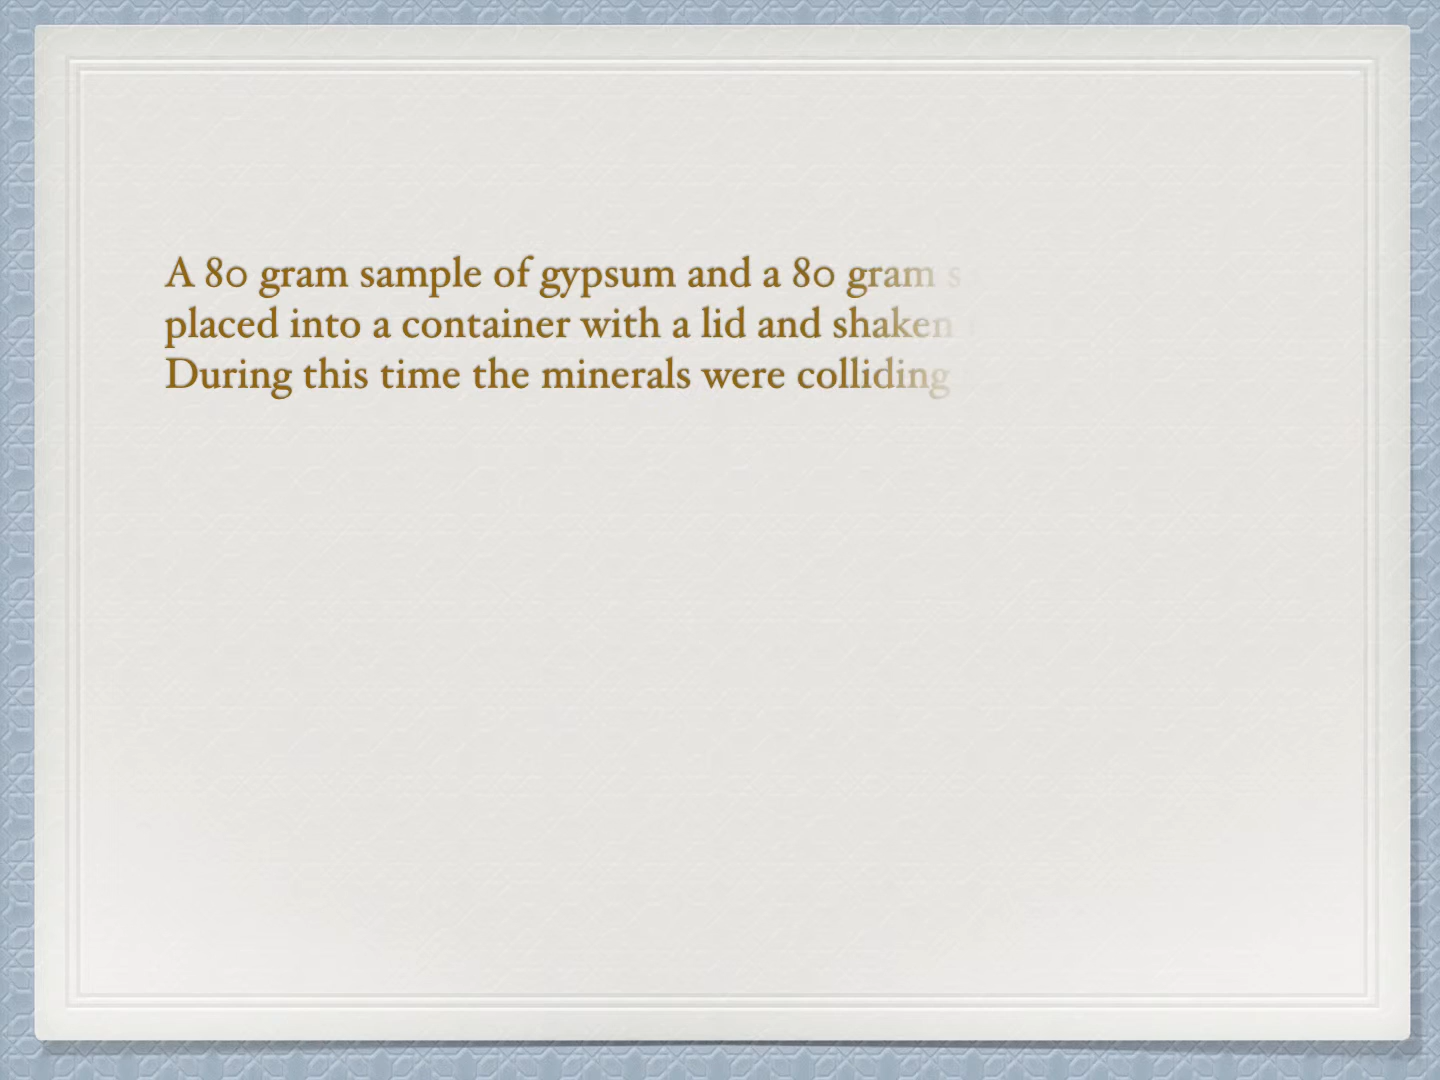 A 80 gram sample of gypsum and a 80 gram
placed into a container with a lid and shaken
During this time the minerals were colliding